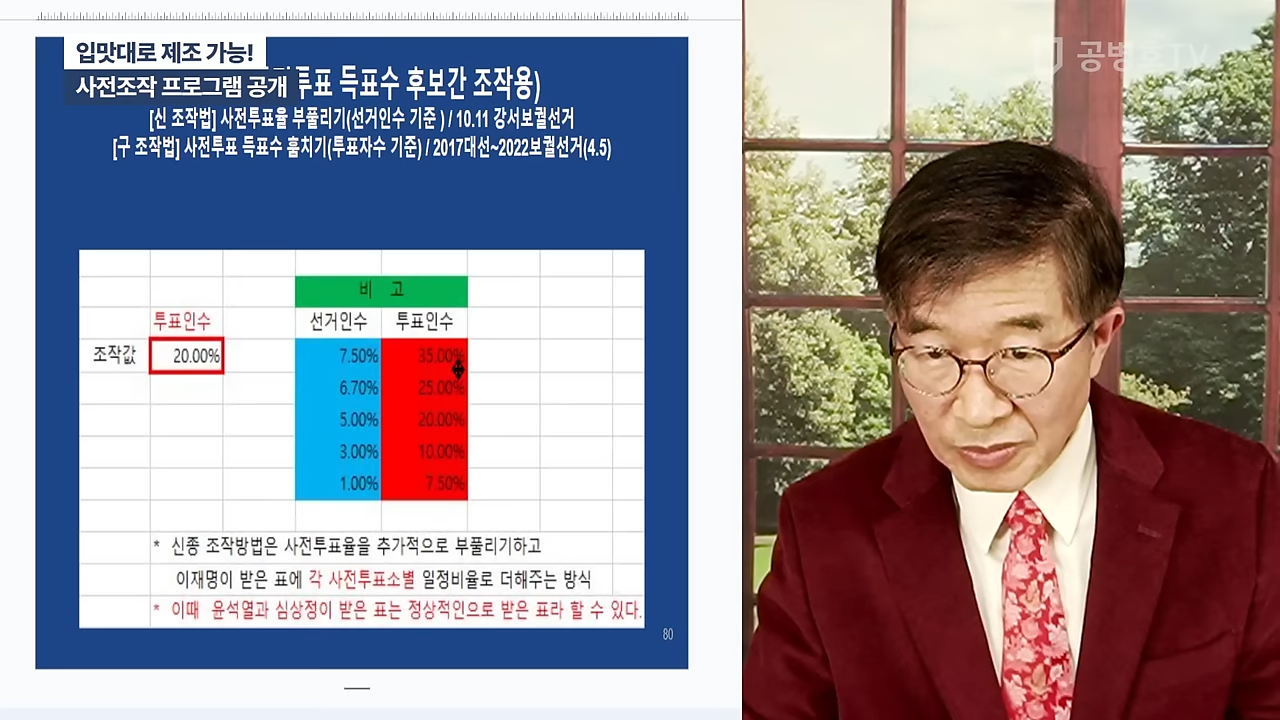 입맛대로 제조 가능!
사전조작 프로그램 공개
투표 득표수 후보간 조작용)
[신 조작법] 사전투표율 부풀리기(선거인수 기준 ) / 10.11 강서보궐선거
[구 조작법] 사전투표 득표수 훔치기(투표자수 기준) / 2017대선~2022보궐선거(4.5)
비 고
투표인수 선거인수 투표인수
조작값 20.00% 7.50% 35.00%
6.70% 25.00%
5.00% 20.00%
3.00% 10.00%
1.00% 7.50%
* 신종 조작방법은 사전투표율을 추가적으로 부풀리기하고
이재명이 받은 표에 각 사전투표소별 일정비율로 더해주는 방식
* 이때 윤석열과 심상정이 받은 표는 정상적인으로 받은 표라 할 수 있다.
80
공병호TV